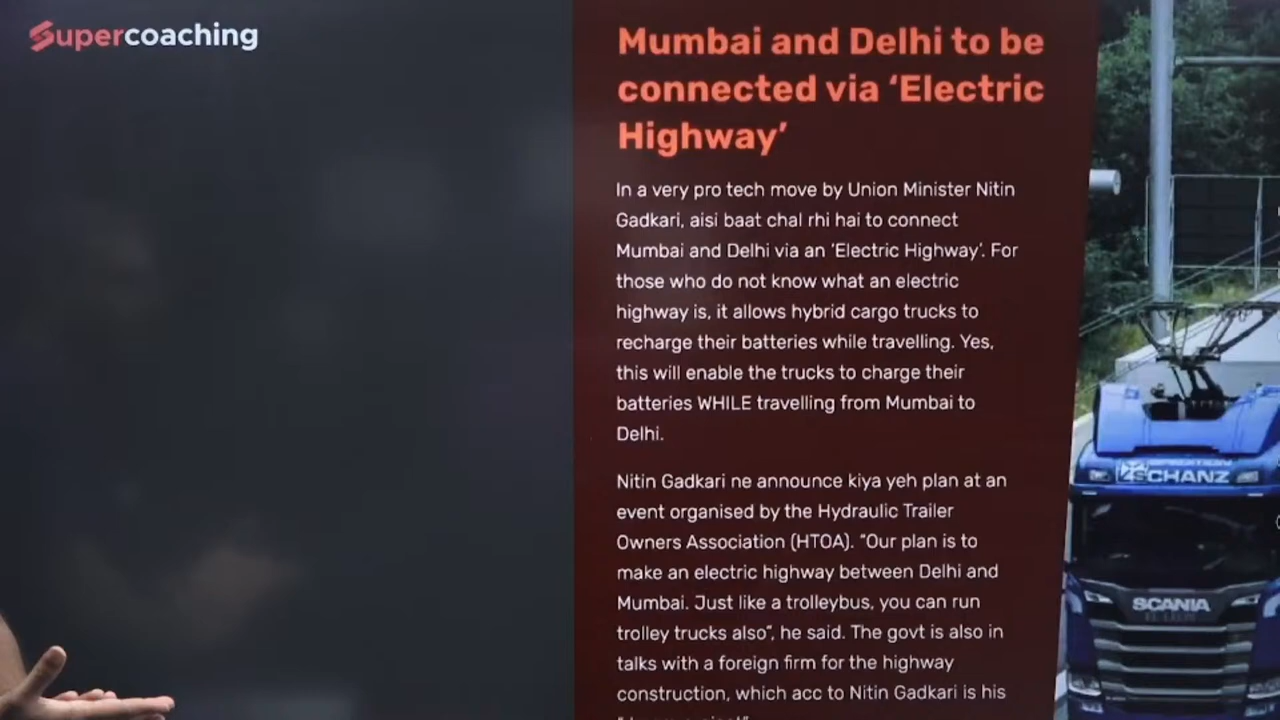 Supercoaching
Mumbai and Delhi to be
connected via ‘Electric
Highway’
In a very pro tech move by Union Minister Nitin
Gadkari, aisi baat chal rhi hai to connect
Mumbai and Delhi via an ‘Electric Highway’. For
those who do not know what an electric
highway is, it allows hybrid cargo trucks to
recharge their batteries while travelling. Yes,
this will enable the trucks to charge their
batteries WHILE travelling from Mumbai to
Delhi.
Nitin Gadkari ne announce kiya yeh plan at an
event organised by the Hydraulic Trailer
Owners Association (HTOA). “Our plan is to
make an electric highway between Delhi and
Mumbai. Just like a trolleybus, you can run
trolley trucks also”, he said. The govt is also in
talks with a foreign firm for the highway
construction, which acc to Nitin Gadkari is his
SCHANZ
SCANIA